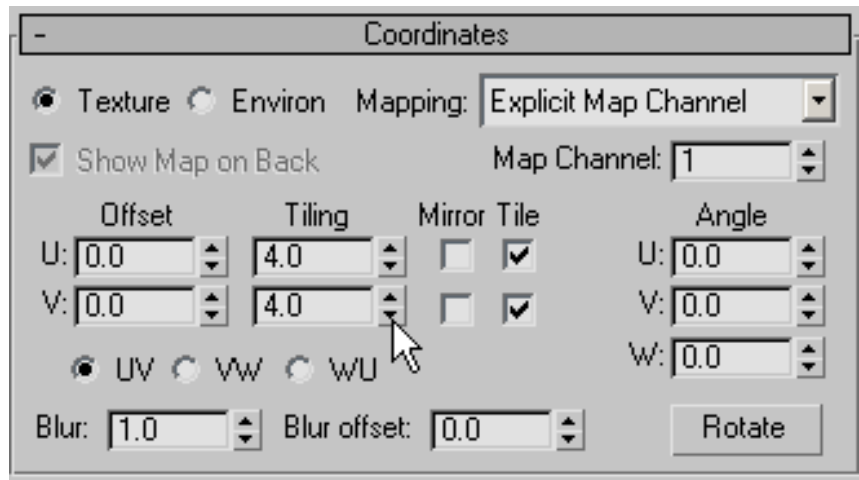 - Coordinates
Texture Environ Mapping: Explicit Map Channel
Show Map on Back Map Channel: 1
Offset Tiling Mirror Tile Angle
U: 0.0 4.0 U: 0.0
V: 0.0 4.0 V: 0.0
UV VW WU W: 0.0
Blur: 1.0 Blur offset: 0.0 Rotate